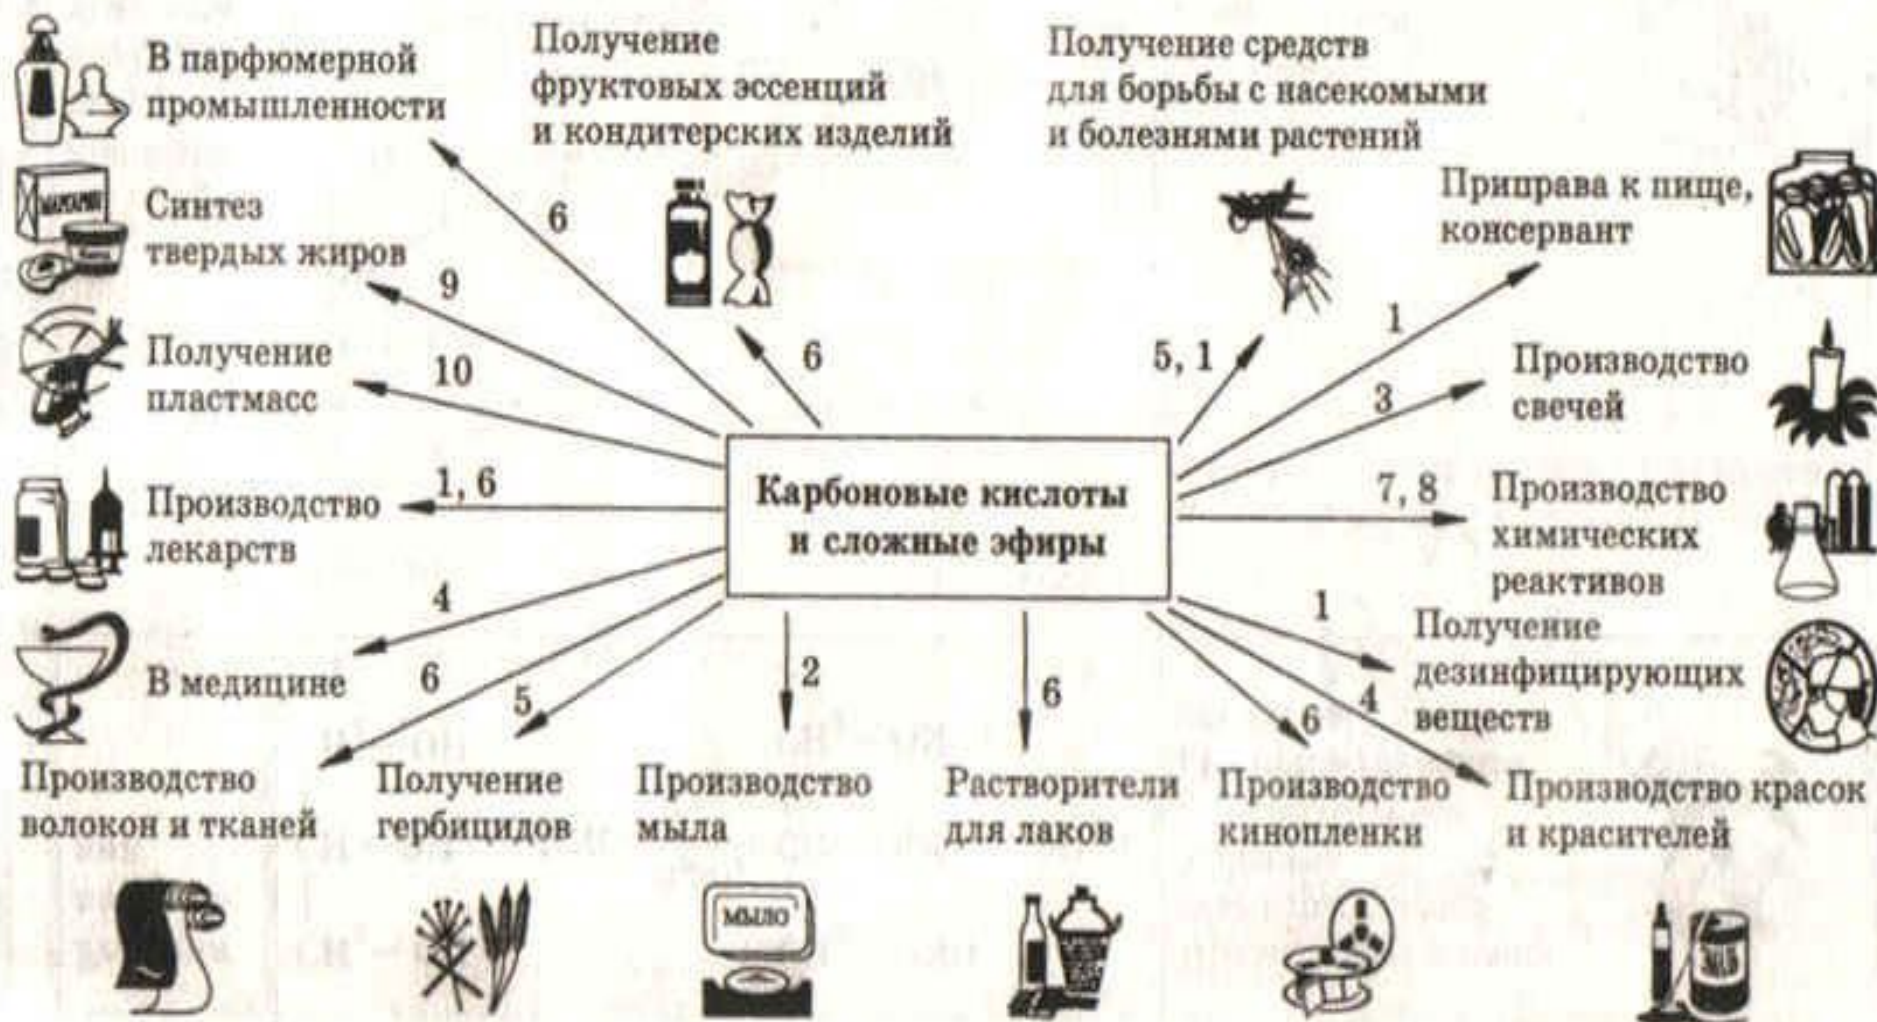 В парфюмерной
промышленности
Получение
фруктовых эссенций
и кондитерских изделий
Получение средств
для борьбы с насекомыми
и болезнями растений
Приправа к пище,
консервант
Синтез
твердых жиров
Получение
пластмасс
Производство
свечей
Производство
лекарств
Карбоновые кислоты
и сложные эфиры
Производство
химических
реактивов
В медицине
Получение
дезинфицирующих
веществ
Производство
волокон и тканей
Получение
гербицидов
Производство
мыла
Растворители
для лаков
Производство
кинопленки
Производство красок
и красителей
6
9
10
1, 6
4
6
5
2
6
6
4
1
7, 8
3
1
5, 1
6
МЫЛО